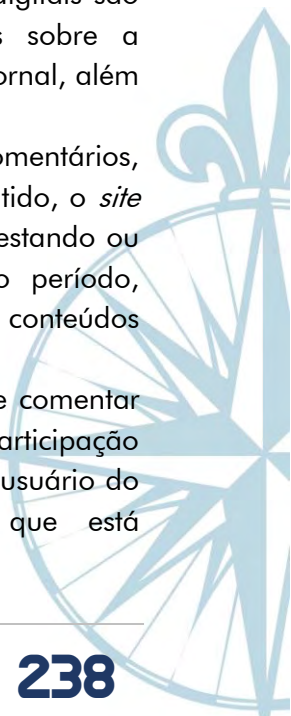 digitais são
s sobre a
ornal, além
omentários,
tido, o site
estando ou
o período,
conteúdos
e comentar
articipação
usuário do
que está
238